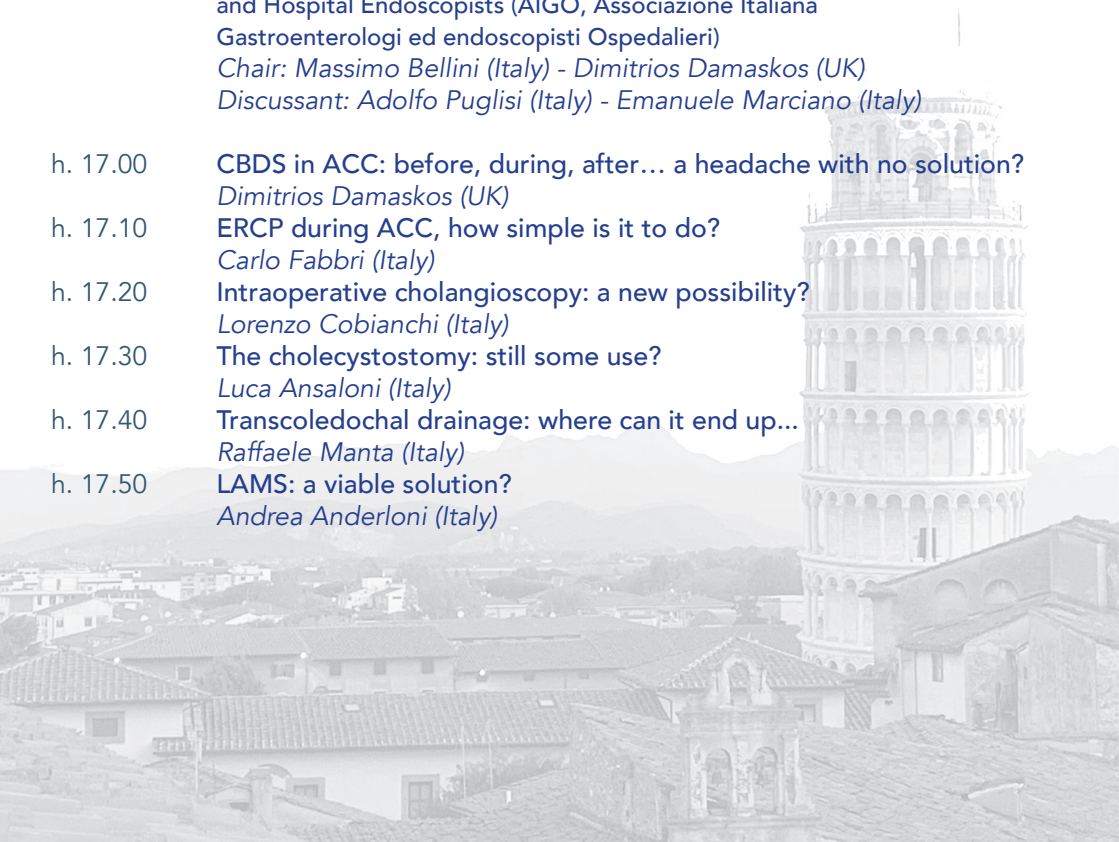 and Hospital Endoscopists (AIGO, Associazione Italiana
Gastroenterologi ed endoscopisti Ospedalieri)
Chair: Massimo Bellini (Italy) - Dimitrios Damaskos (UK)
Discussant: Adolfo Puglisi (Italy) - Emanuele Marciano (Italy)
h. 17.00 CBDS in ACC: before, during, after… a headache with no solution?
Dimitrios Damaskos (UK)
h. 17.10 ERCP during ACC, how simple is it to do?
Carlo Fabbri (Italy)
h. 17.20 Intraoperative cholangioscopy: a new possibility?
Lorenzo Cobianchi (Italy)
h. 17.30 The cholecystostomy: still some use?
Luca Ansaloni (Italy)
h. 17.40 Transcoledochal drainage: where can it end up...
Raffaele Manta (Italy)
h. 17.50 LAMS: a viable solution?
Andrea Anderloni (Italy)